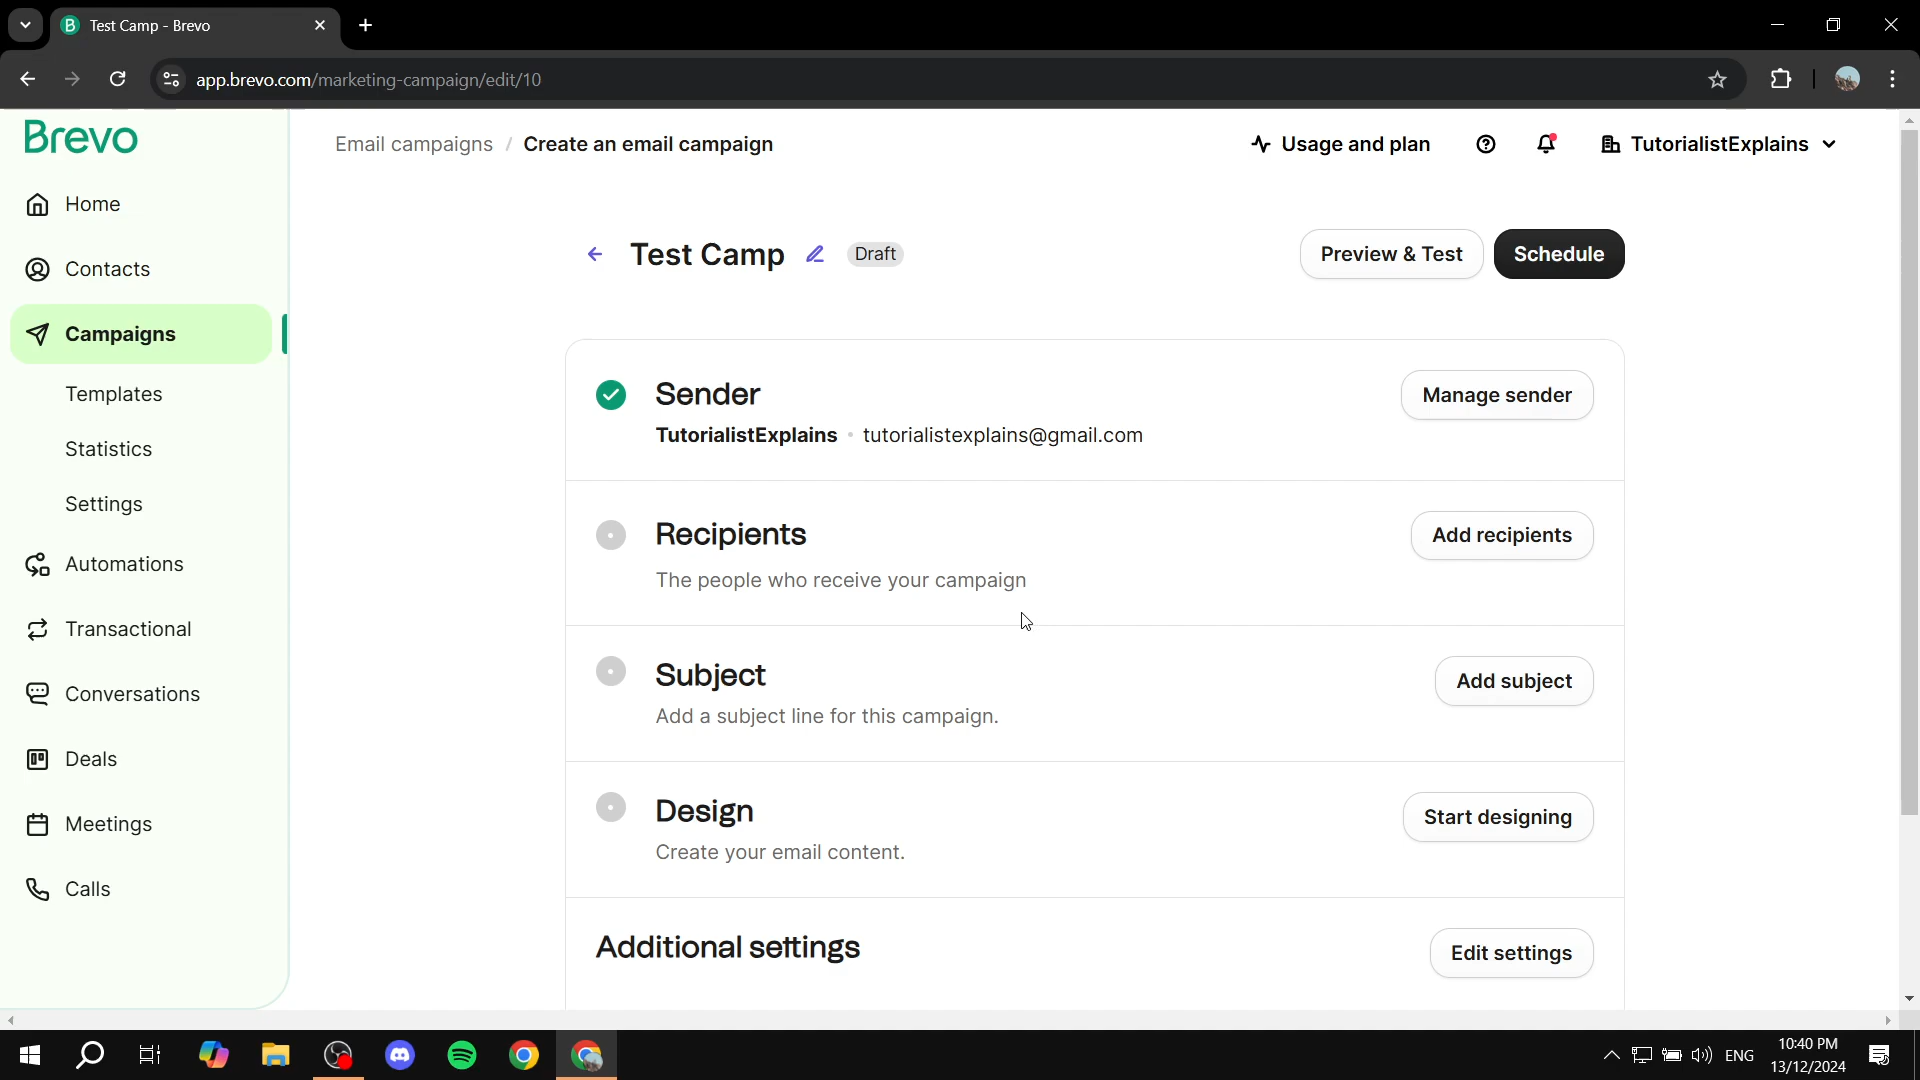 Test Camp - Brevo
app.brevo.com/marketing-campaign/edit/10
Brevo
Email campaigns / Create an email campaign
Usage and plan
TutorialistExplains
Home
Contacts
Campaigns
Templates
Statistics
Settings
Automations
Transactional
Conversations
Deals
Meetings
Calls
Test Camp
Draft
Preview & Test
Schedule
Sender
TutorialistExplains • tutorialistexplains@gmail.com
Manage sender
Recipients
The people who receive your campaign
Add recipients
Subject
Add a subject line for this campaign.
Add subject
Design
Create your email content.
Start designing
Additional settings
Edit settings
ENG
10:40 PM
13/12/2024